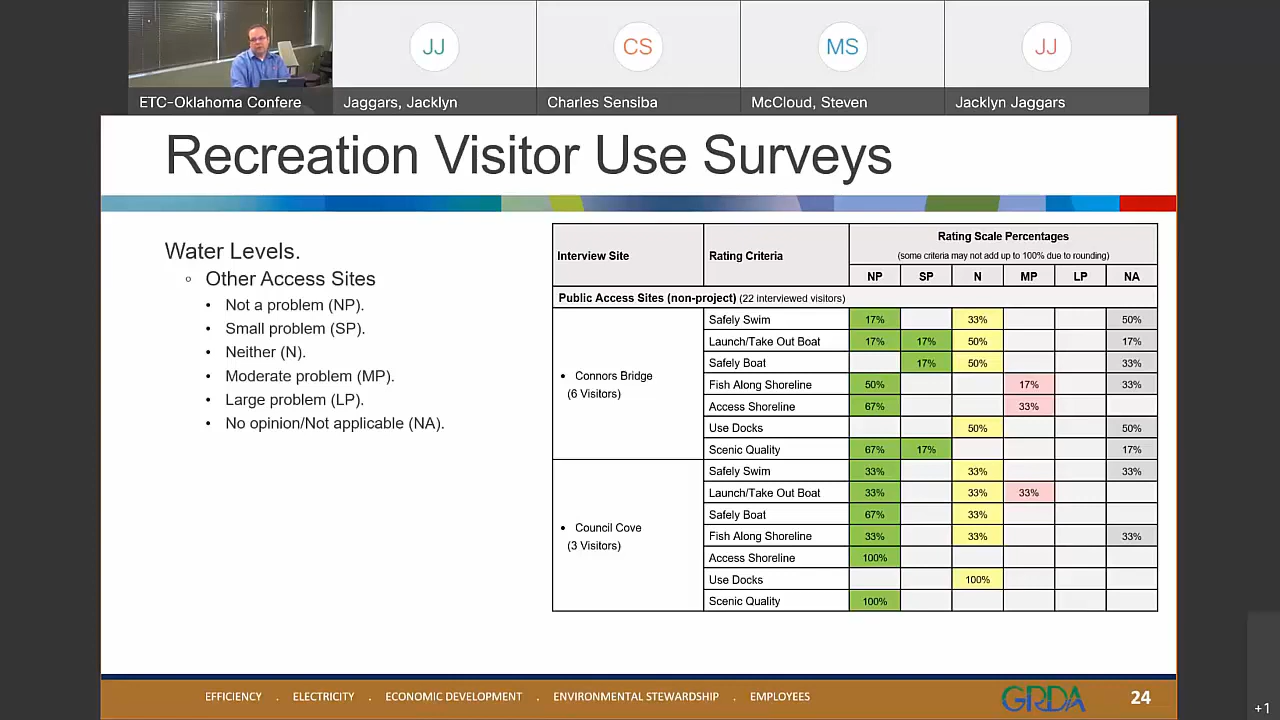 JJ
CS
MS
JJ
ETC-Oklahoma Confere
Jaggars, Jacklyn
Charles Sensiba
McCloud, Steven
Jacklyn Jaggars
Recreation Visitor Use Surveys
Water Levels.
Other Access Sites
• Not a problem (NP).
• Small problem (SP).
• Neither (N).
• Moderate problem (MP).
• Large problem (LP).
• No opinion/Not applicable (NA).
Interview Site
Rating Criteria
Rating Scale Percentages
(some criteria may not add up to 100% due to rounding)
NP SP N MP LP NA
Public Access Sites (non-project) (22 interviewed visitors)
• Connors Bridge
(6 Visitors)
Safely Swim 17% 33% 50%
Launch/Take Out Boat 17% 17% 50% 17%
Safely Boat 17% 50% 33%
Fish Along Shoreline 50% 17% 33%
Access Shoreline 67% 33%
Use Docks 50% 50%
Scenic Quality 67% 17% 17%
• Council Cove
(3 Visitors)
Safely Swim 33% 33% 33%
Launch/Take Out Boat 33% 33% 33%
Safely Boat 67% 33%
Fish Along Shoreline 33% 33% 33%
Access Shoreline 100%
Use Docks 100%
Scenic Quality 100%
EFFICIENCY . ELECTRICITY . ECONOMIC DEVELOPMENT . ENVIRONMENTAL STEWARDSHIP . EMPLOYEES
GRDA
24
+1